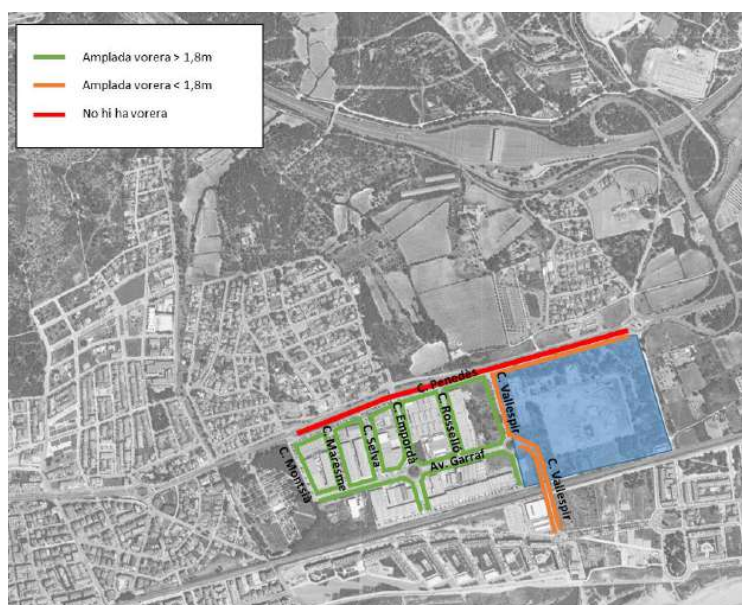 Amplada vorera > 1,8m
Amplada vorera < 1,8m
No hi ha vorera
C. Penedès
C. Vallespir
C. Rosselló
C. Empordà
C. Selva
C. Maresme
C. Montsià
Av. Garraf
C. Vallespir